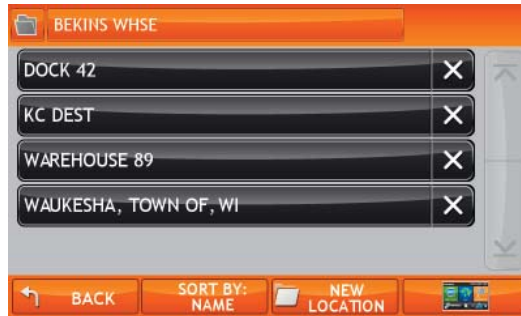 BEKINS WHSE
DOCK 42
KC DEST
WAREHOUSE 89
WAUKESHA, TOWN OF, WI
BACK
SORT BY:
NAME
NEW
LOCATION